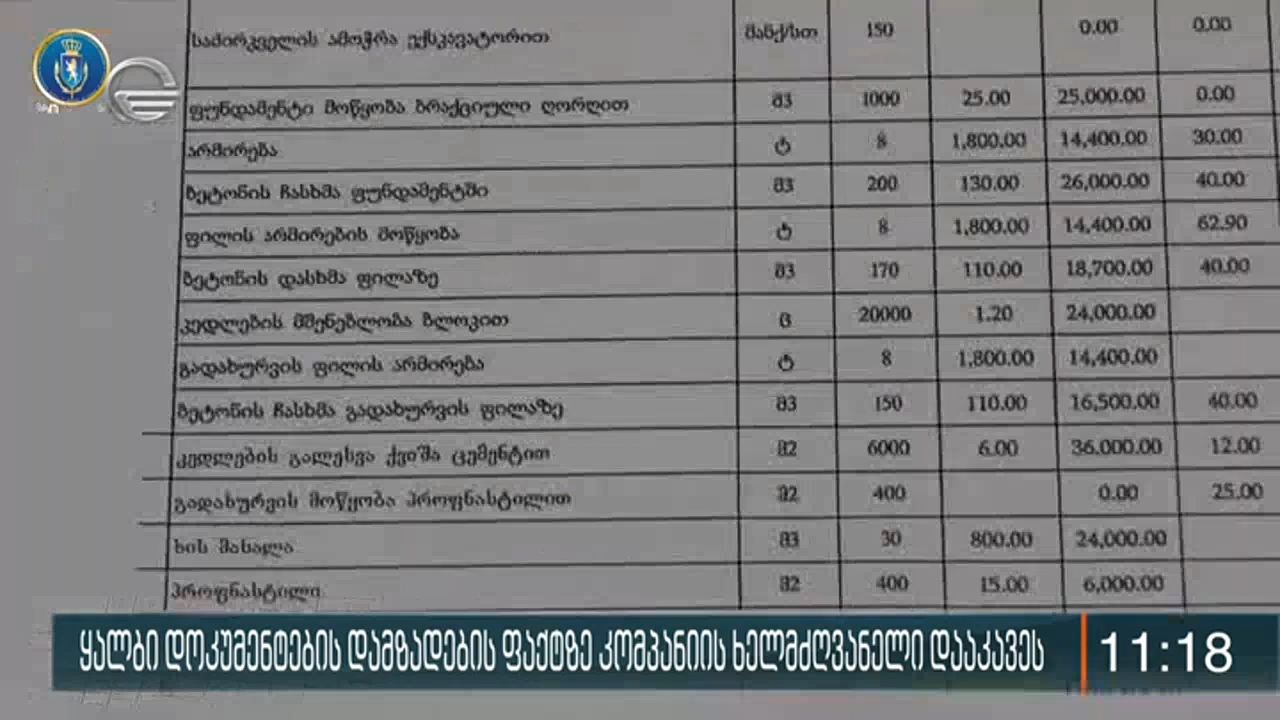 საძირკველის ამოჭრა ექსკავატორით მანქ/სთ 150 0.00 0.00
ფუნდამენტი მოწყობა ბრაქციული ღორღით მ3 1000 25.00 25,000.00 0.00
არმირება ტ 8 1,800.00 14,400.00 30.00
ბეტონის ჩასხმა ფუნდამენტში მ3 200 130.00 26,000.00 40.00
ფილის არმირების მოწყობა ტ 8 1,800.00 14,400.00 62.90
ბეტონის დასხმა ფილაზე მ3 170 110.00 18,700.00 40.00
კედლების მშენებლობა ბლოკით ც 20000 1.20 24,000.00
გადახურვის ფილის არმირება ტ 8 1,800.00 14,400.00
ბეტონის ჩასხმა გადახურვის ფილაზე მ3 150 110.00 16,500.00 40.00
კედლების გალესვა ქვიშა ცემენტით მ2 6000 6.00 36,000.00 12.00
გადახურვის მოწყობა პროფნასტილით მ2 400 0.00 25.00
ხის მასალა მ3 30 800.00 24,000.00
პროფნასტილი მ2 400 15.00 6,000.00
ყალბი დოკუმენტების დამზადების ფაქტზე კომპანიის ხელმძღვანელი დააკავეს 11:18